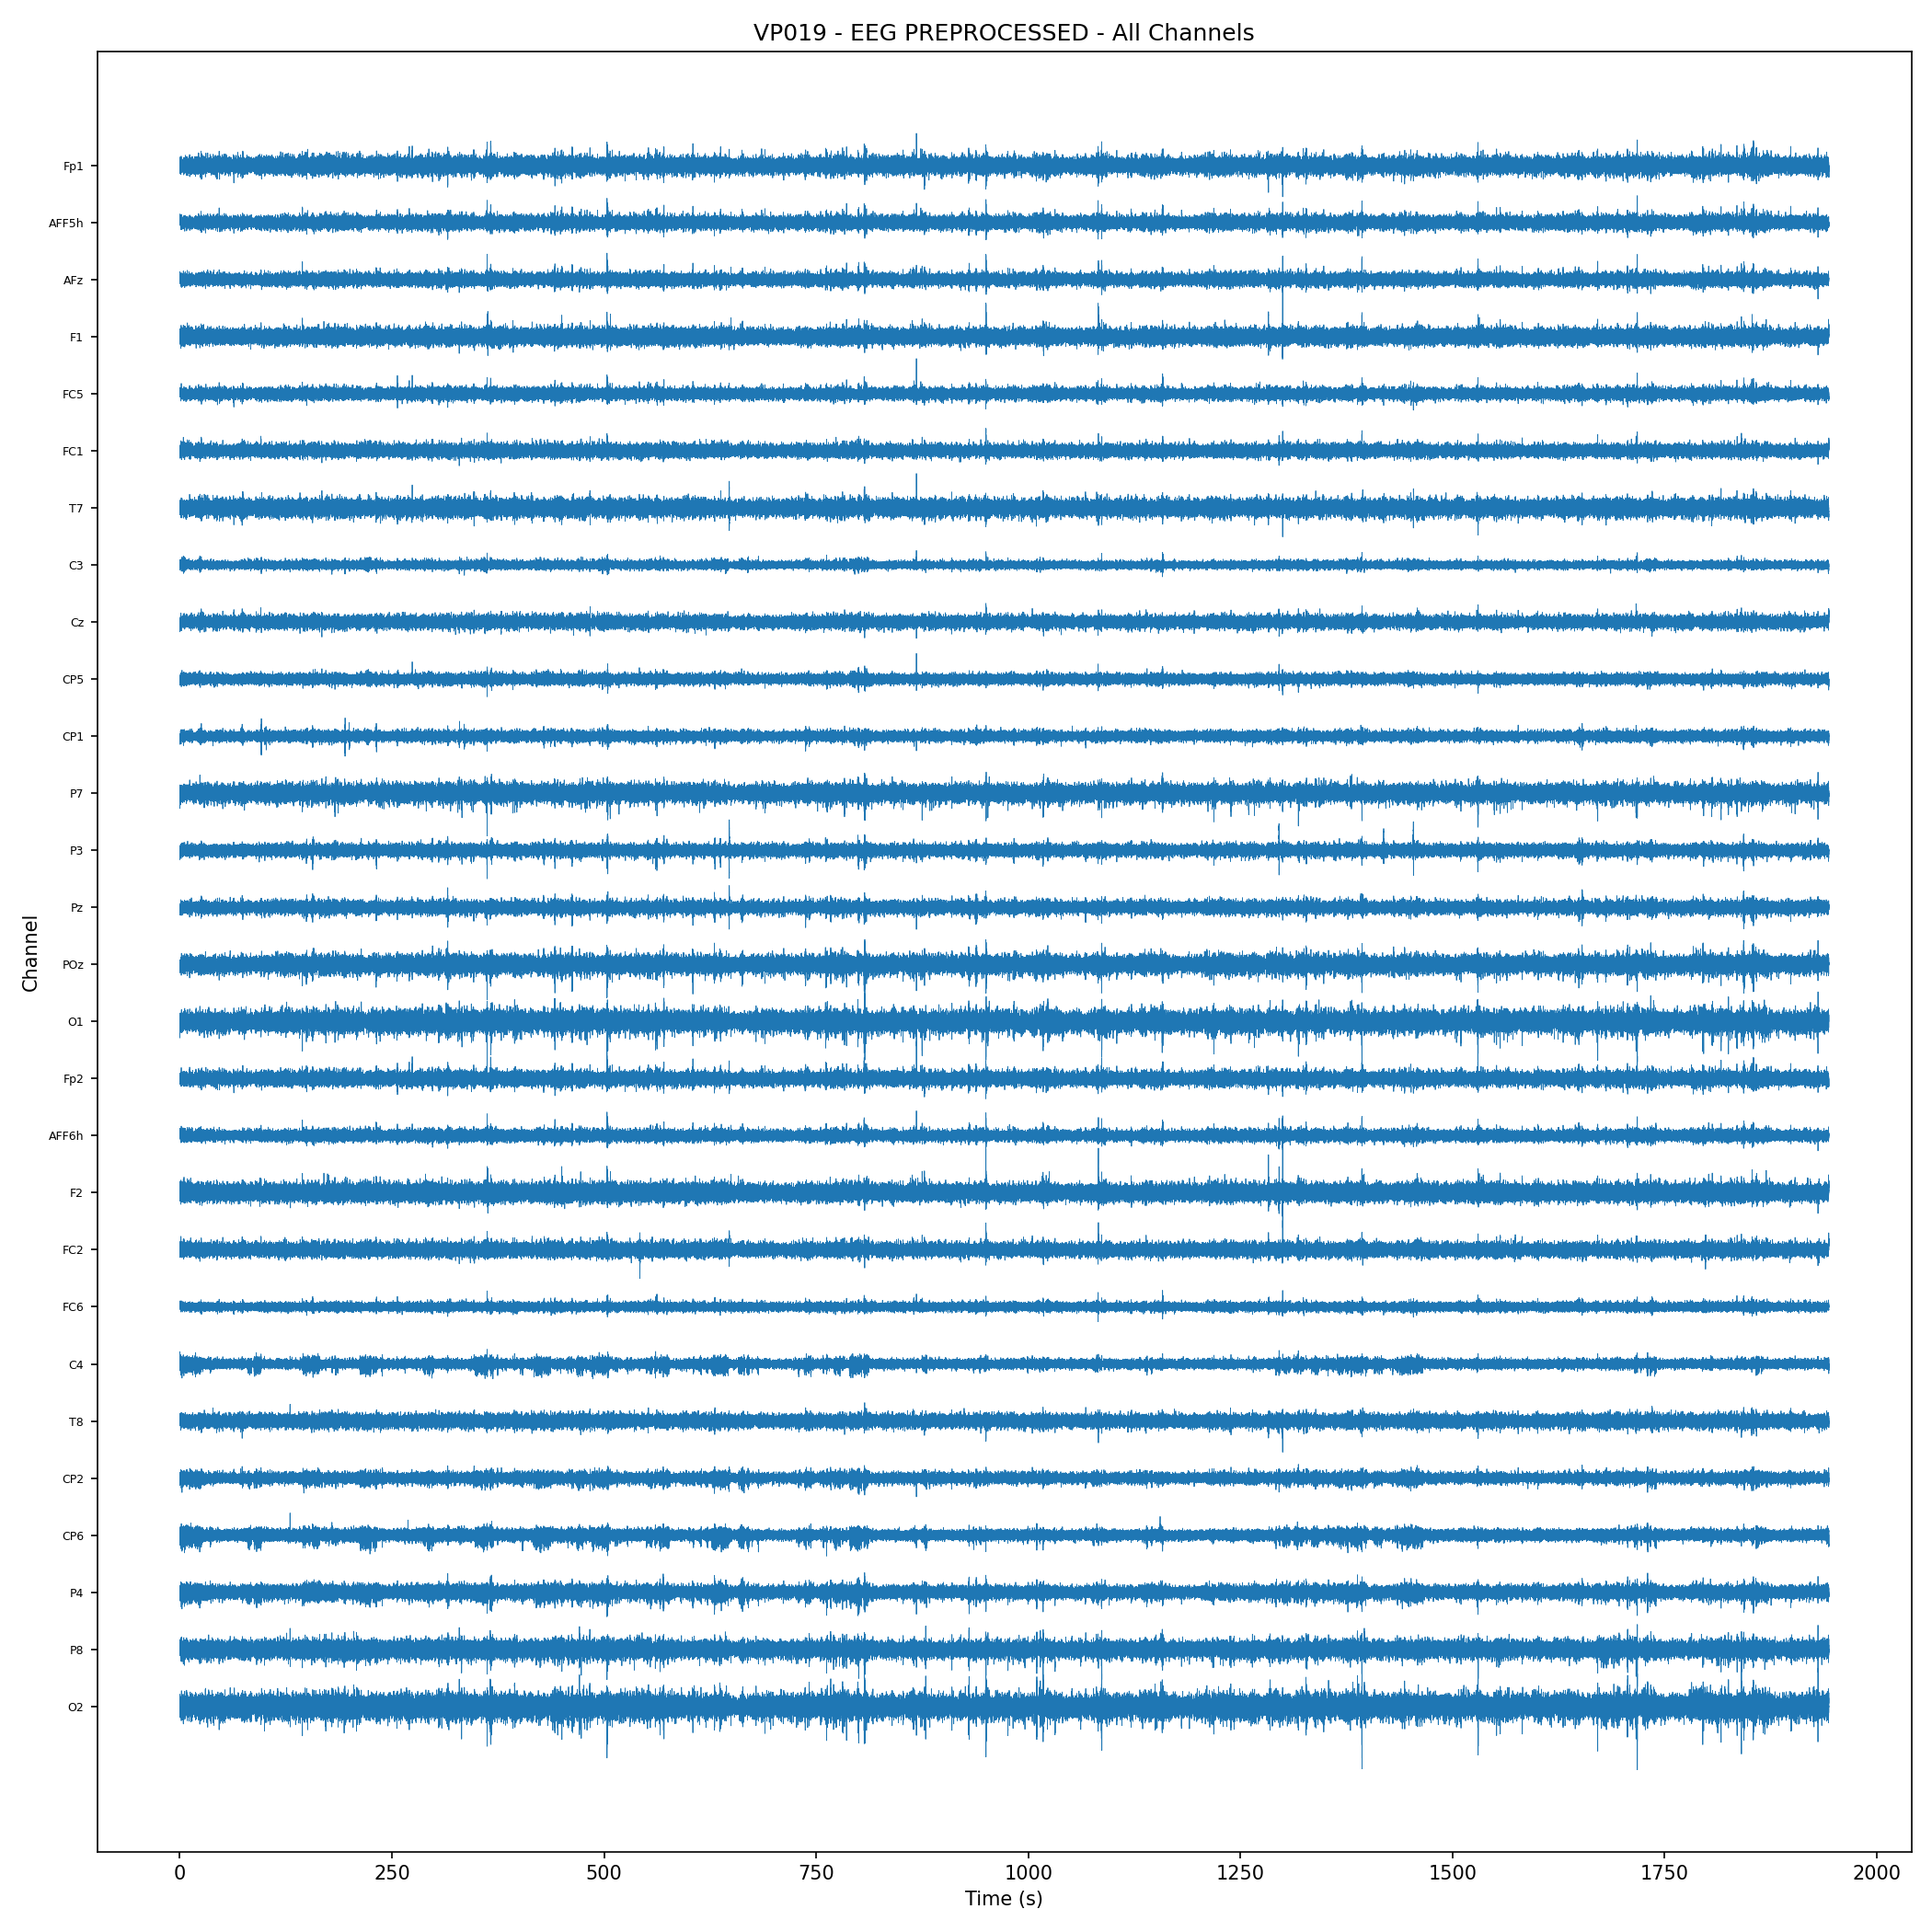 VP019 - EEG PREPROCESSED - All Channels
Channel
Fp1
AFF5h
AFz
F1
FC5
FC1
T7
C3
Cz
CP5
CP1
P7
P3
Pz
POz
O1
Fp2
AFF6h
F2
FC2
FC6
C4
T8
CP2
CP6
P4
P8
O2
0 250 500 750 1000 1250 1500 1750 2000
Time (s)